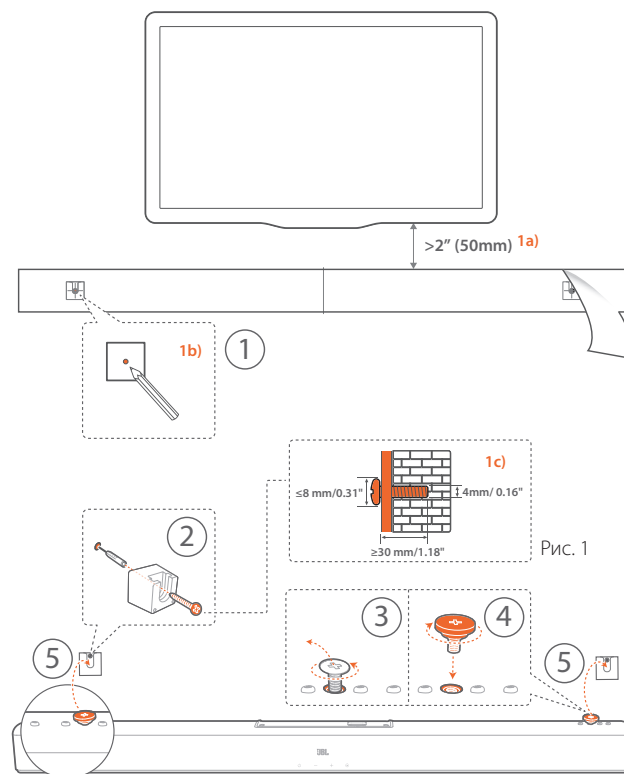 >2” (50mm) 1a)
1b)
1
1c)
≤8 mm/0.31"
4mm/ 0.16"
≥30 mm/1.18"
Рис. 1
2
3
4
5
5
JBL